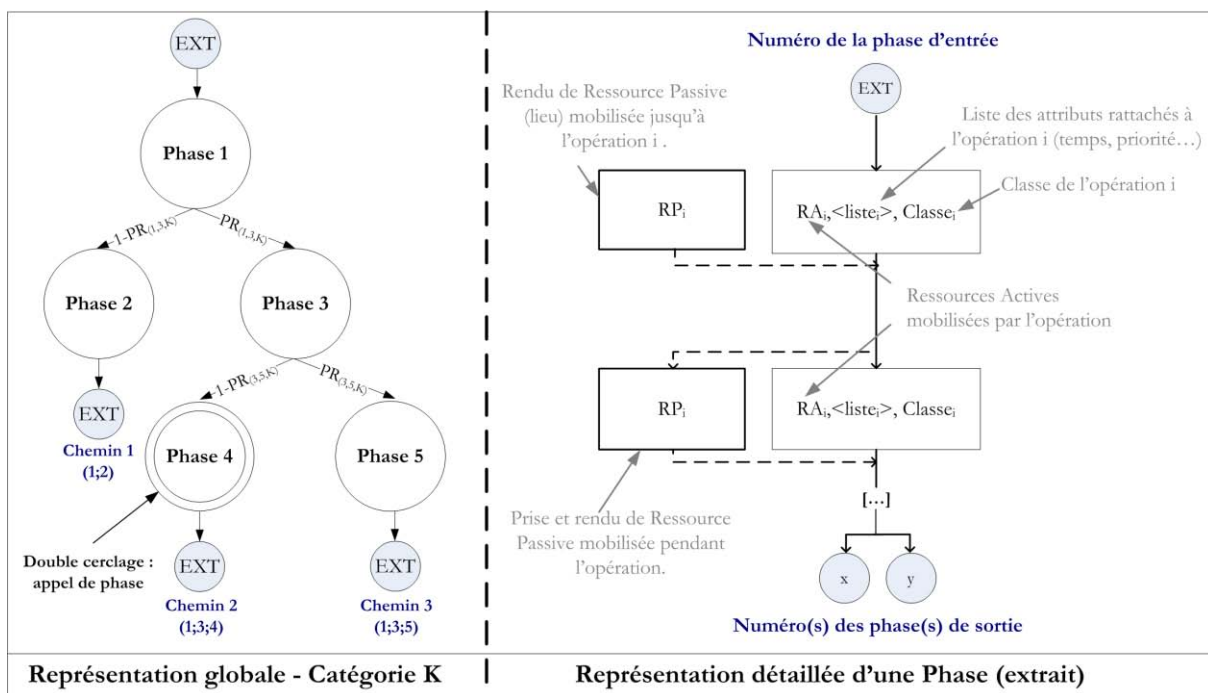 EXT
Phase 1
1-PR(1,3,K)
PR(1,3,K)
Phase 2
Phase 3
EXT
Chemin 1
(1;2)
1-PR(3,5,K)
PR(3,5,K)
Phase 4
Phase 5
Double cerclage :
appel de phase
EXT
Chemin 2
(1;3;4)
EXT
Chemin 3
(1;3;5)
Représentation globale - Catégorie K
Numéro de la phase d'entrée
EXT
Rendu de Ressource Passive
(lieu) mobilisée jusqu'à
l'opération i .
Liste des attributs rattachés à
l'opération i (temps, priorité…)
Classe de l'opération i
RPi
RAi,<listei>, Classei
Ressources Actives
mobilisées par l'opération
RPi
RAi,<listei>, Classei
Prise et rendu de Ressource
Passive mobilisée pendant
l'opération.
[…]
x
y
Numéro(s) des phase(s) de sortie
Représentation détaillée d'une Phase (extrait)